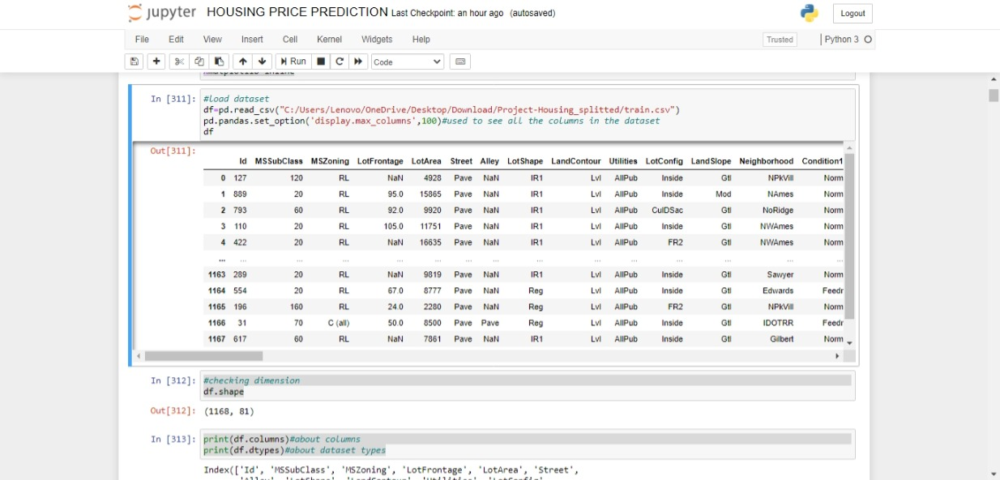 jupyter HOUSING PRICE PREDICTION Last Checkpoint: an hour ago (autosaved) Logout
File Edit View Insert Cell Kernel Widgets Help Trusted Python 3
Run Code
In [311]: #load dataset
df=pd.read_csv("C:/Users/Lenovo/OneDrive/Desktop/Download/Project-Housing_splitted/train.csv")
pd.pandas.set_option('display.max_columns',100)#used to see all the columns in the dataset
df
Out[311]:
Id MSSubClass MSZoning LotFrontage LotArea Street Alley LotShape LandContour Utilities LotConfig LandSlope Neighborhood Condition1
0 127 120 RL NaN 4928 Pave NaN IR1 Lvl AllPub Inside Gtl NPkVill Norm
1 889 20 RL 95.0 15865 Pave NaN IR1 Lvl AllPub Inside Mod NAmes Norm
2 793 60 RL 92.0 9920 Pave NaN IR1 Lvl AllPub CulDSac Gtl NoRidge Norm
3 110 20 RL 105.0 11751 Pave NaN IR1 Lvl AllPub Inside Gtl NWAmes Norm
4 422 20 RL NaN 16635 Pave NaN IR1 Lvl AllPub FR2 Gtl NWAmes Norm
... ... ... ... ... ... ... ... ... ... ... ... ... ... ...
1163 289 20 RL NaN 9819 Pave NaN IR1 Lvl AllPub Inside Gtl Sawyer Norm
1164 554 20 RL 67.0 8777 Pave NaN Reg Lvl AllPub Inside Gtl Edwards Feedr
1165 196 160 RL 24.0 2280 Pave NaN Reg Lvl AllPub FR2 Gtl NPkVill Norm
1166 31 70 C (all) 50.0 8500 Pave Pave Reg Lvl AllPub Inside Gtl IDOTRR Feedr
1167 617 60 RL NaN 7861 Pave NaN IR1 Lvl AllPub Inside Gtl Gilbert Norm
In [312]: #checking dimension
df.shape
Out[312]: (1168, 81)
In [313]: print(df.columns)#about columns
print(df.dtypes)#about dataset types
Index(['Id', 'MSSubClass', 'MSZoning', 'LotFrontage', 'LotArea', 'Street',